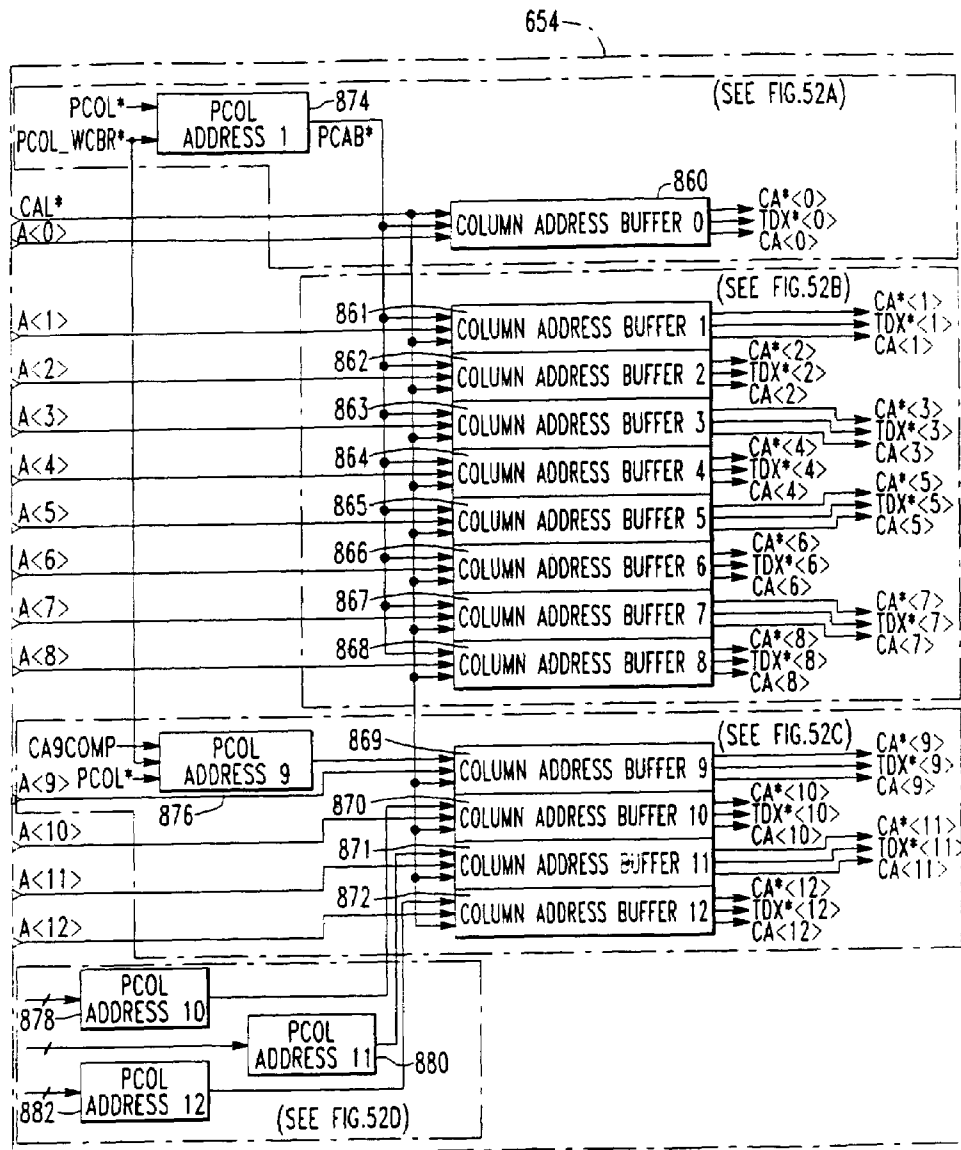 654
(SEE FIG.52A)
PCOL*
PCOL
ADDRESS 1
874
PCOL_WCBR*
PCAB*
CAL*
A<0>
860
COLUMN ADDRESS BUFFER 0
CA*<0>
TDX*<0>
CA<0>
(SEE FIG.52B)
A<1>
861
COLUMN ADDRESS BUFFER 1
CA*<1>
TDX*<1>
CA<1>
A<2>
862
COLUMN ADDRESS BUFFER 2
CA*<2>
TDX*<2>
CA<2>
A<3>
863
COLUMN ADDRESS BUFFER 3
CA*<3>
TDX*<3>
CA<3>
A<4>
864
COLUMN ADDRESS BUFFER 4
CA*<4>
TDX*<4>
CA<4>
A<5>
865
COLUMN ADDRESS BUFFER 5
CA*<5>
TDX*<5>
CA<5>
A<6>
866
COLUMN ADDRESS BUFFER 6
CA*<6>
TDX*<6>
CA<6>
A<7>
867
COLUMN ADDRESS BUFFER 7
CA*<7>
TDX*<7>
CA<7>
A<8>
868
COLUMN ADDRESS BUFFER 8
CA*<8>
TDX*<8>
CA<8>
(SEE FIG.52C)
CA9COMP
PCOL
ADDRESS 9
PCOL*
A<9>
876
869
COLUMN ADDRESS BUFFER 9
CA*<9>
TDX*<9>
CA<9>
A<10>
870
COLUMN ADDRESS BUFFER 10
CA*<10>
TDX*<10>
CA<10>
A<11>
871
COLUMN ADDRESS BUFFER 11
CA*<11>
TDX*<11>
CA<11>
A<12>
872
COLUMN ADDRESS BUFFER 12
CA*<12>
TDX*<12>
CA<12>
878
PCOL
ADDRESS 10
PCOL
ADDRESS 11
880
882
PCOL
ADDRESS 12
(SEE FIG.52D)